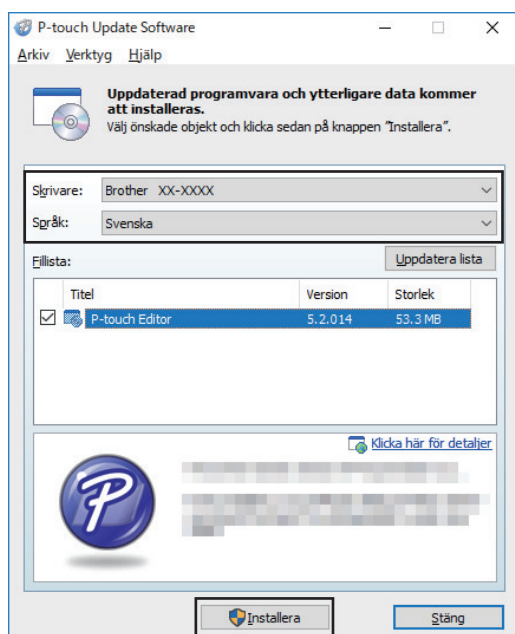 P-touch Update Software
Arkiv Verktyg Hjälp
Uppdaterad programvara och ytterligare data kommer
att installeras.
Välj önskade objekt och klicka sedan på knappen "Installera".
Skrivare: Brother XX-XXXX
Språk: Svenska
Fillista: Uppdatera lista
Titel Version Storlek
P-touch Editor 5.2.014 53.3 MB
Klicka här för detaljer
P
Installera Stäng